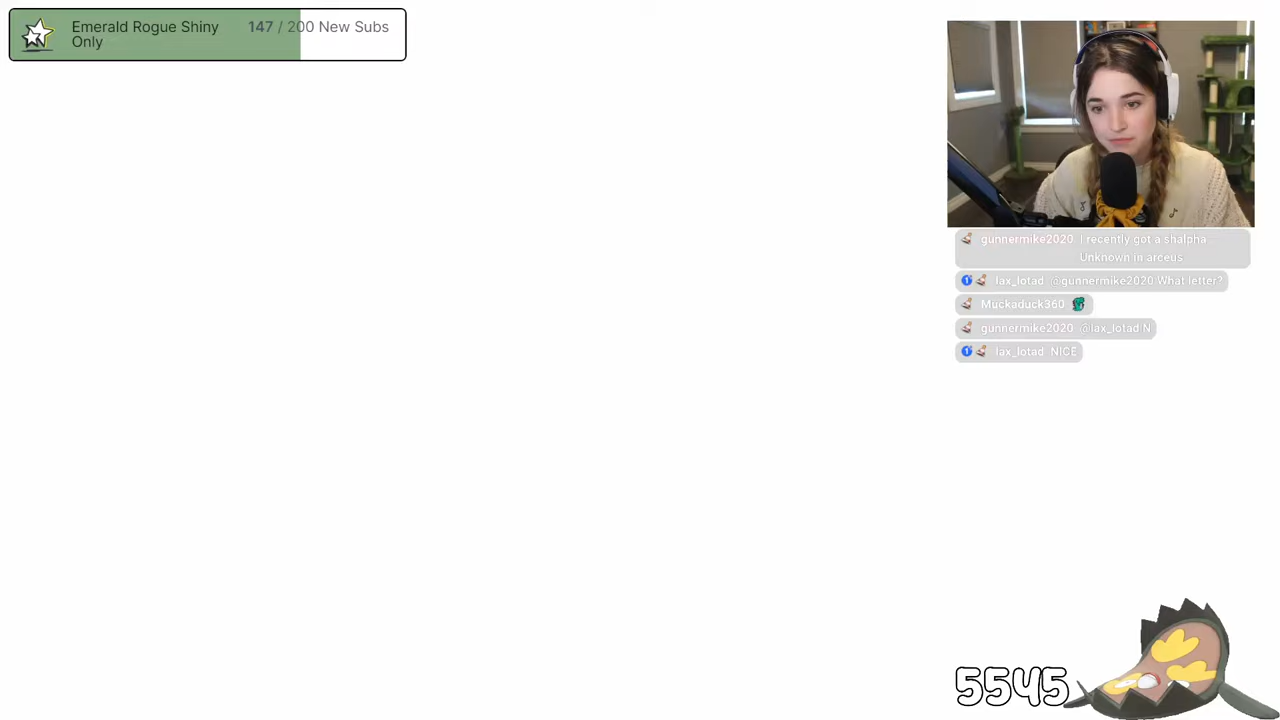 Emerald Rogue Shiny Only
147 / 200 New Subs
gunnermike2020 I recently got a shalpha
Unknown in arceus
lax_lotad @gunnermike2020 What letter?
Muckaduck360
gunnermike2020 @lax_lotad N
lax_lotad NICE
5545